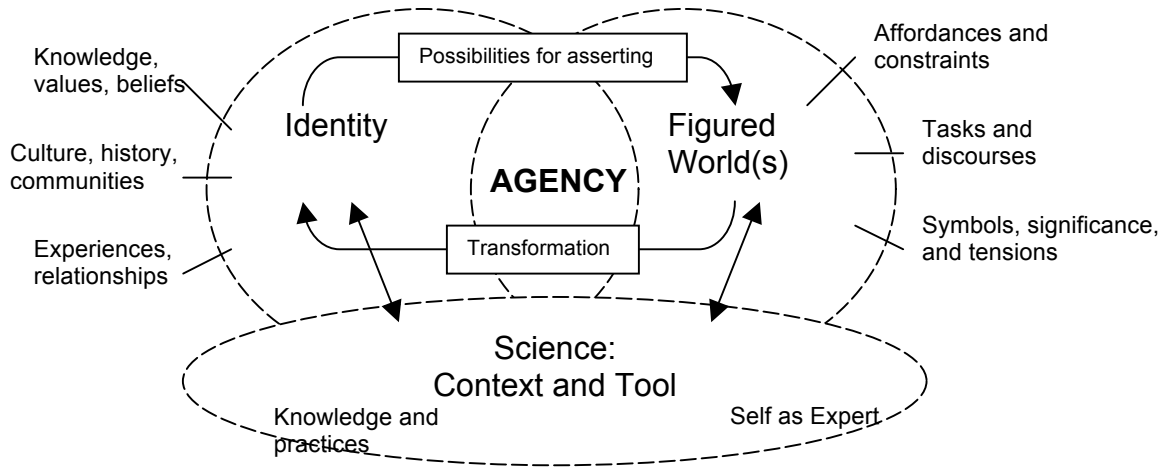 Knowledge,
values, beliefs
Culture, history,
communities
Experiences,
relationships
Possibilities for asserting
Identity
Figured
World(s)
AGENCY
Transformation
Affordances and
constraints
Tasks and
discourses
Symbols, significance,
and tensions
Science:
Context and Tool
Knowledge and
practices
Self as Expert